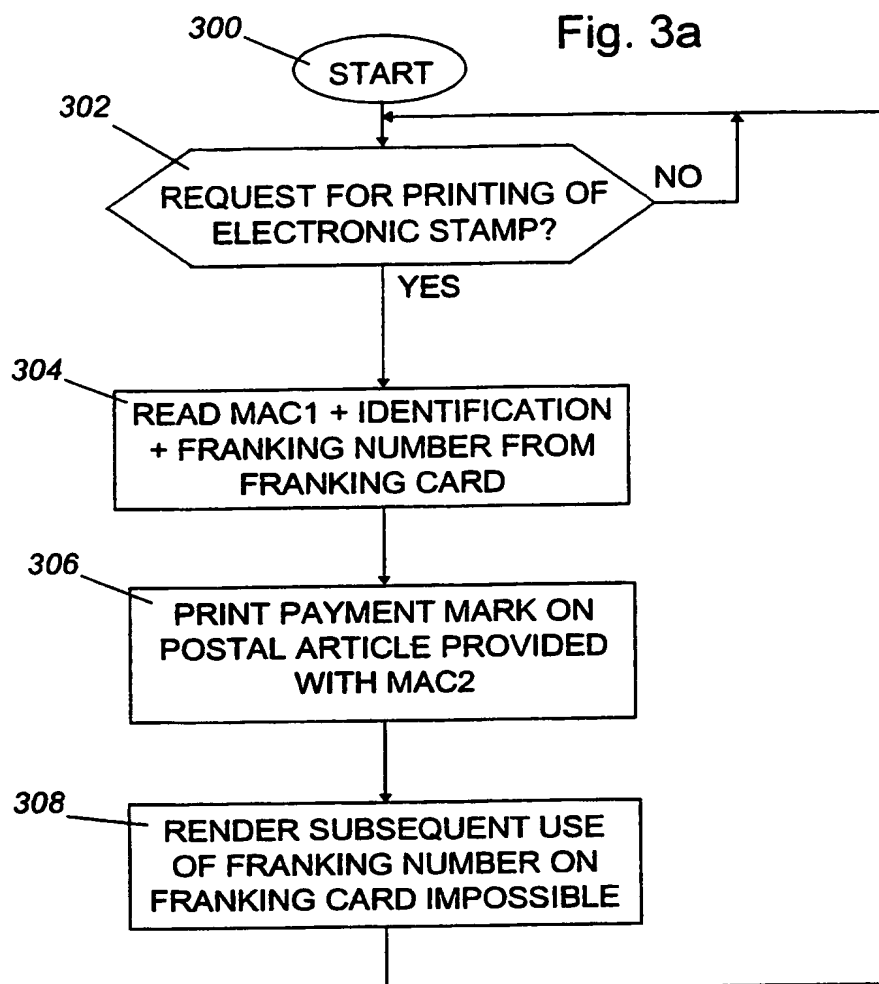 Fig. 3a
300
START
302
REQUEST FOR PRINTING OF
ELECTRONIC STAMP?
NO
YES
304
READ MAC1 + IDENTIFICATION
+ FRANKING NUMBER FROM
FRANKING CARD
306
PRINT PAYMENT MARK ON
POSTAL ARTICLE PROVIDED
WITH MAC2
308
RENDER SUBSEQUENT USE
OF FRANKING NUMBER ON
FRANKING CARD IMPOSSIBLE